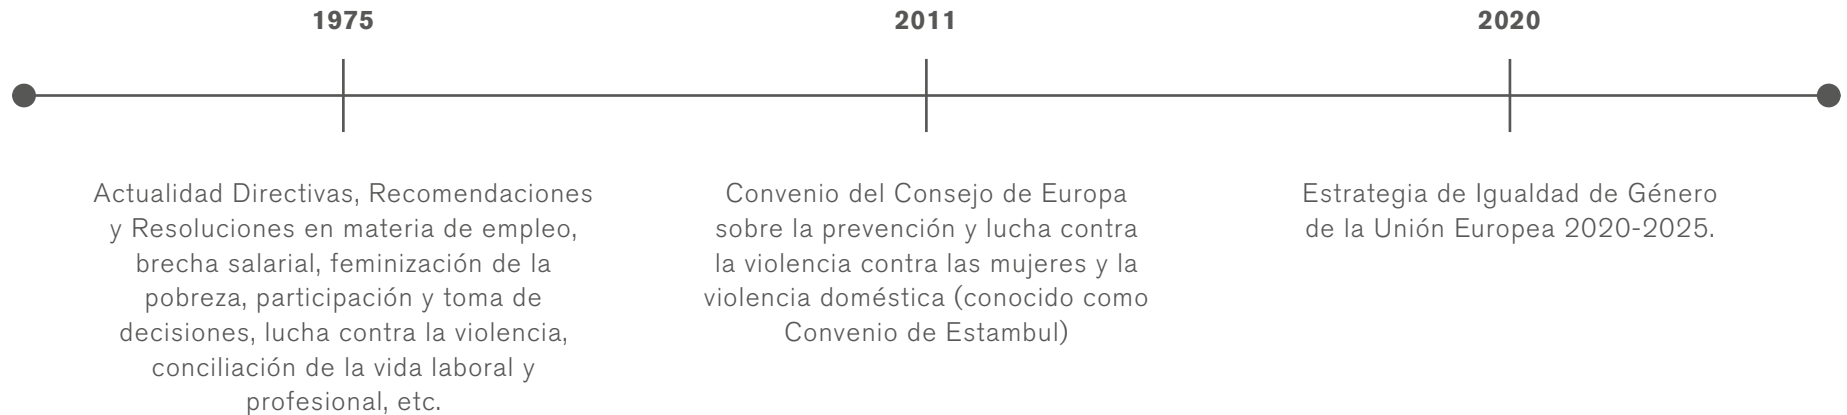 1975
Actualidad Directivas, Recomendaciones
y Resoluciones en materia de empleo,
brecha salarial, feminización de la
pobreza, participación y toma de
decisiones, lucha contra la violencia,
conciliación de la vida laboral y
profesional, etc.
2011
Convenio del Consejo de Europa
sobre la prevención y lucha contra
la violencia contra las mujeres y la
violencia doméstica (conocido como
Convenio de Estambul)
2020
Estrategia de Igualdad de Género
de la Unión Europea 2020-2025.